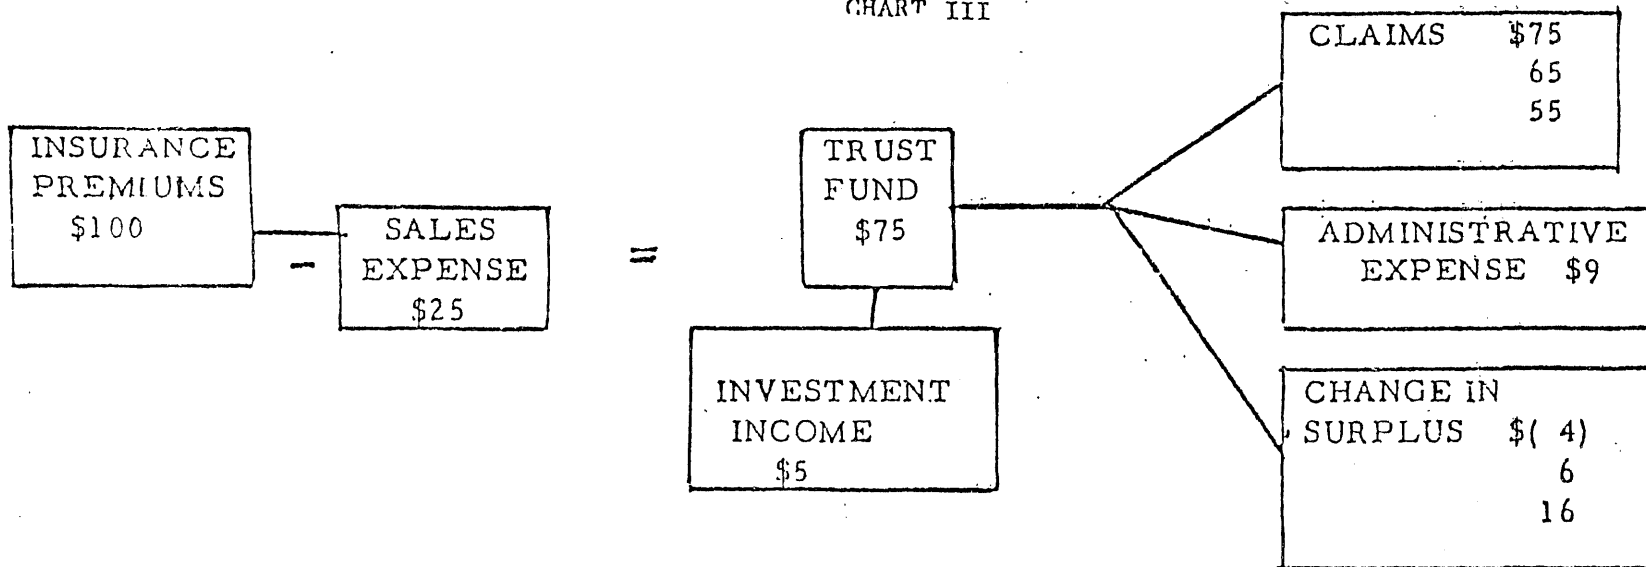 CHART III
INSURANCE
PREMIUMS
$100
-
SALES
EXPENSE
$25
=
TRUST
FUND
$75
INVESTMENT
INCOME
$5
CLAIMS $75
65
55
ADMINISTRATIVE
EXPENSE $9
CHANGE IN
SURPLUS $( 4)
6
16